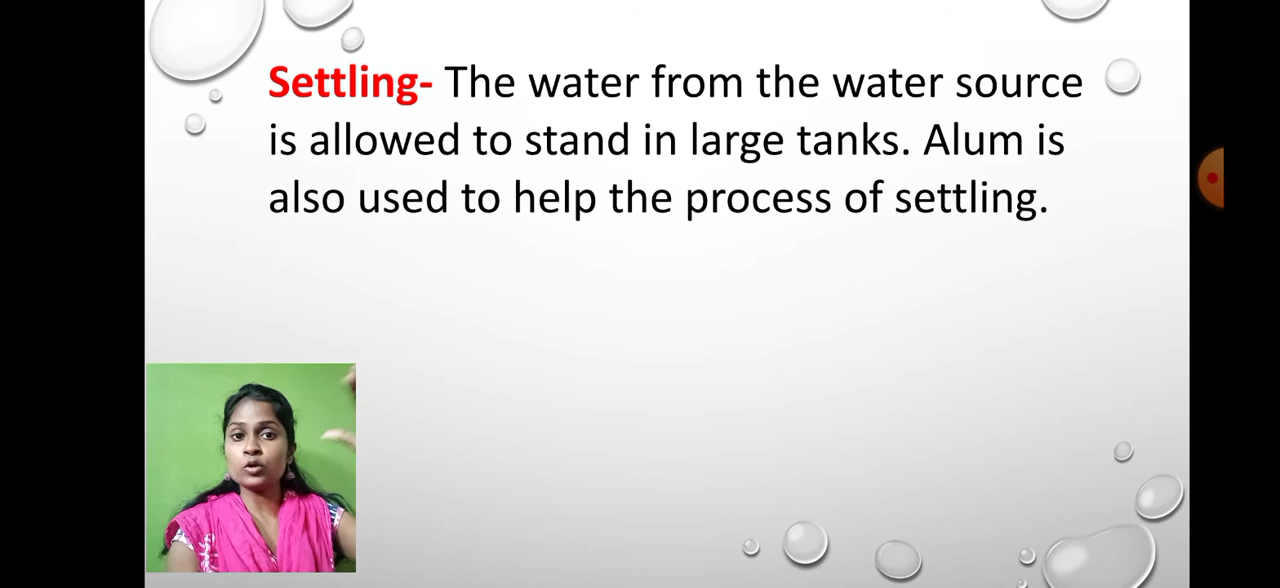 Settling- The water from the water source
is allowed to stand in large tanks. Alum is
also used to help the process of settling.